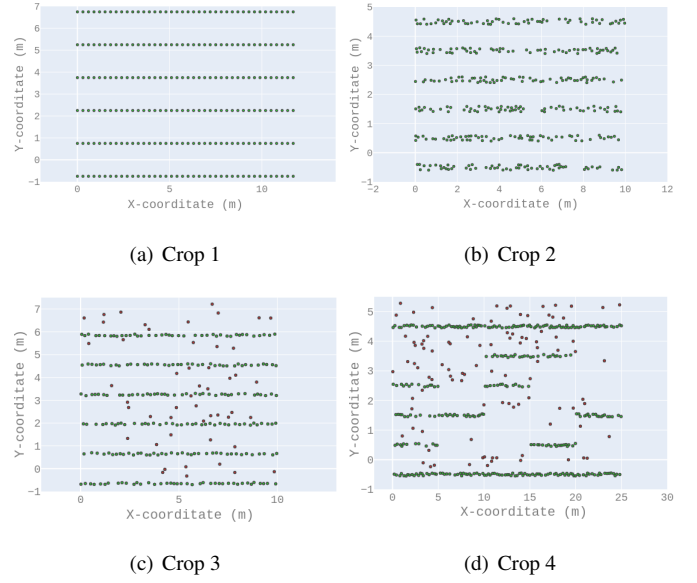 7
6
5
4
3
2
1
0
−1
0 5 10
X-coorditate (m)
Y-coorditate (m)
(a) Crop 1
5
4
3
2
1
0
−1
−2 0 2 4 6 8 10 12
X-coorditate (m)
Y-coorditate (m)
(b) Crop 2
7
6
5
4
3
2
1
0
−1
0 5 10
X-coorditate (m)
Y-coorditate (m)
(c) Crop 3
5
4
3
2
1
0
−1
0 5 10 15 20 25 30
X-coorditate (m)
Y-coorditate (m)
(d) Crop 4